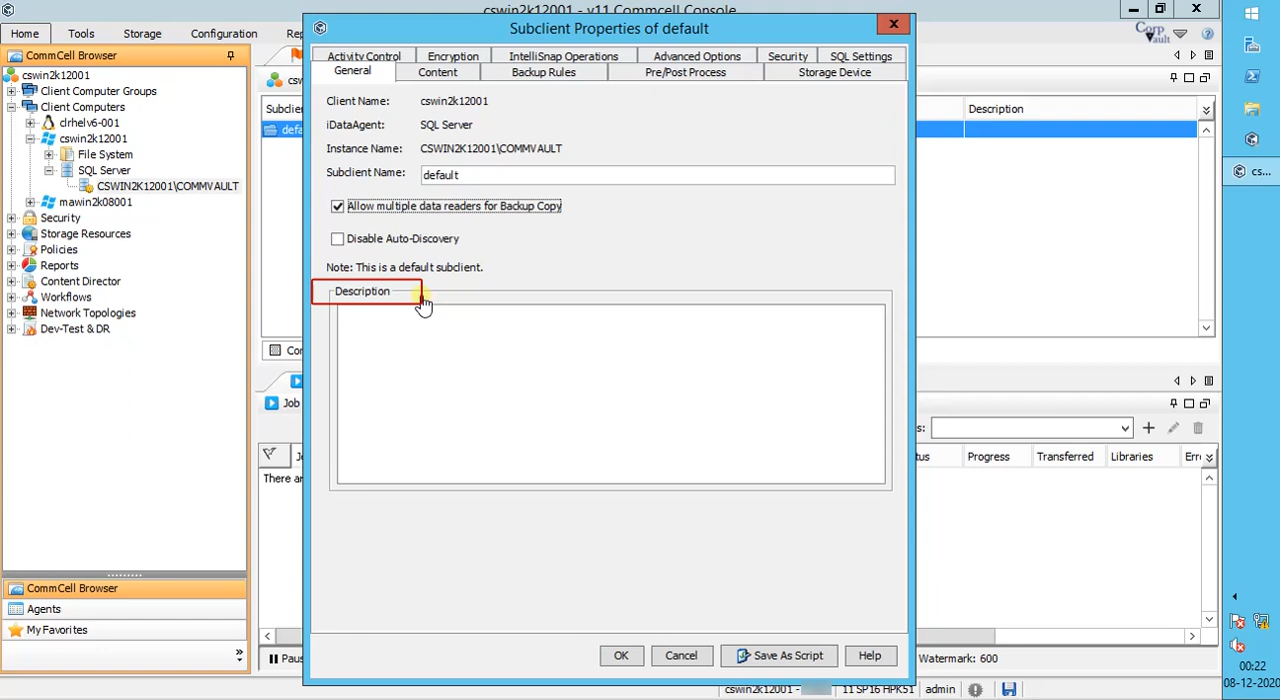 cswin2k12001 - v11 Commcell Console
Home
Tools
Storage
Configuration
Corp
Vault
CommCell Browser
cswin2k12001
Client Computer Groups
Client Computers
clrhelv6-001
cswin2k12001
File System
SQL Server
CSWIN2K12001\COMMVAULT
mawin2k08001
Security
Storage Resources
Policies
Reports
Content Director
Workflows
Network Topologies
Dev-Test & DR
CommCell Browser
Agents
My Favorites
Description
Subclient Properties of default
Activity Control
Encryption
IntelliSnap Operations
Advanced Options
Security
SQL Settings
General
Content
Backup Rules
Pre/Post Process
Storage Device
Client Name: cswin2k12001
iDataAgent: SQL Server
Instance Name: CSWIN2K12001\COMMVAULT
Subclient Name: default
Allow multiple data readers for Backup Copy
Disable Auto-Discovery
Note: This is a default subclient.
Description
OK
Cancel
Save As Script
Help
Job
Progress
Transferred
Libraries
There
Watermark: 600
cswin2k12001 -
11 SP16 HPK51
admin
cs...
00:22
08-12-2020